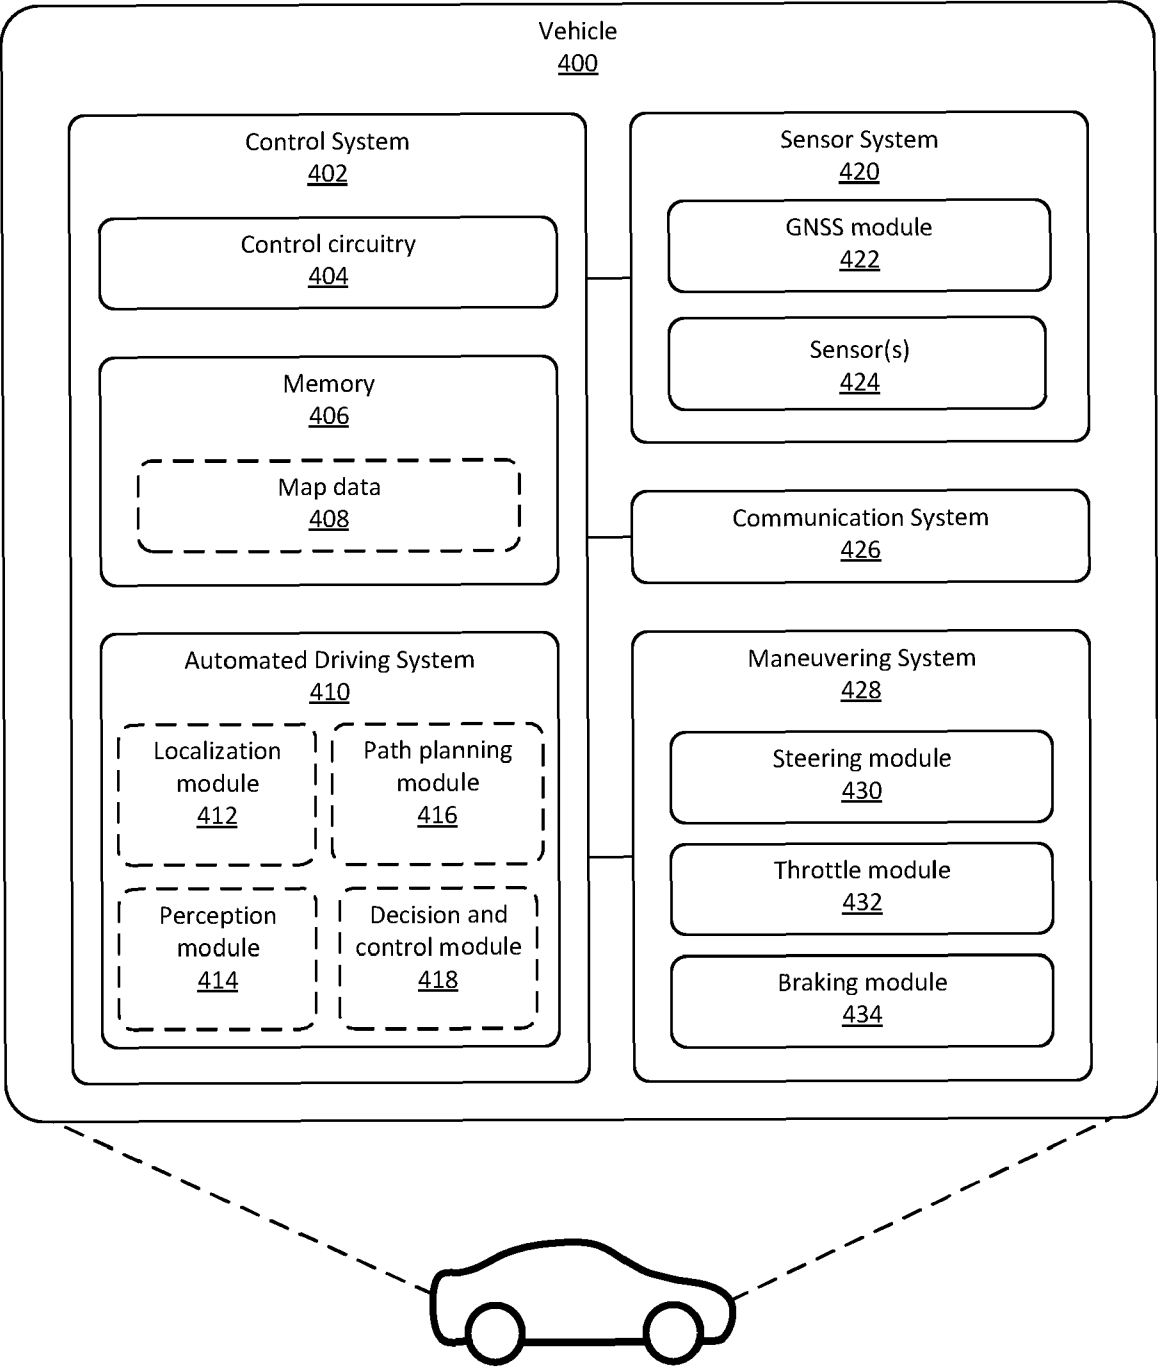 Vehicle
400
Control System
402
Control circuitry
404
Memory
406
Map data
408
Automated Driving System
410
Localization
module
412
Path planning
module
416
Perception
module
414
Decision and
control module
418
Sensor System
420
GNSS module
422
Sensor(s)
424
Communication System
426
Maneuvering System
428
Steering module
430
Throttle module
432
Braking module
434